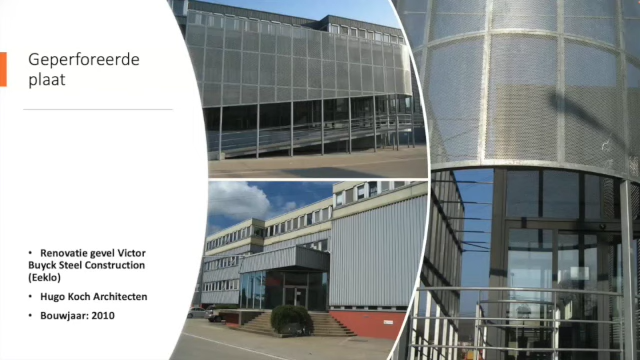 Geperforeerde
plaat
• Renovatie gevel Victor
Buyck Steel Construction
(Eeklo)
• Hugo Koch Architecten
• Bouwjaar: 2010